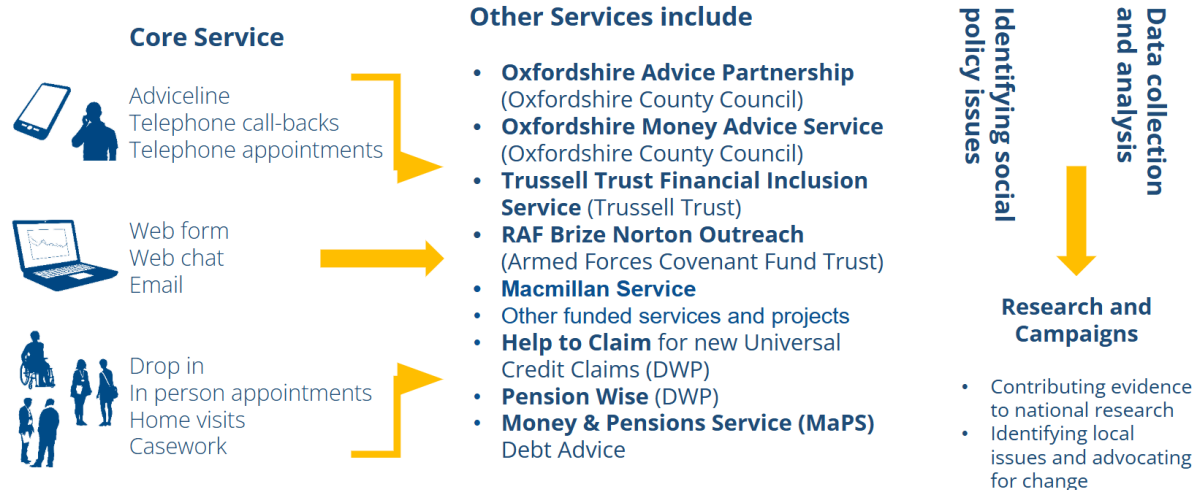 Core Service
Adviceline
Telephone call-backs
Telephone appointments
Web form
Web chat
Email
Drop in
In person appointments
Home visits
Casework
Other Services include
• Oxfordshire Advice Partnership
(Oxfordshire County Council)
• Oxfordshire Money Advice Service
(Oxfordshire County Council)
• Trussell Trust Financial Inclusion
Service (Trussell Trust)
• RAF Brize Norton Outreach
(Armed Forces Covenant Fund Trust)
• Macmillan Service
• Other funded services and projects
• Help to Claim for new Universal
Credit Claims (DWP)
• Pension Wise (DWP)
• Money & Pensions Service (MaPS)
Debt Advice
Identifying social
policy issues
Data collection
and analysis
Research and
Campaigns
• Contributing evidence
to national research
• Identifying local
issues and advocating
for change